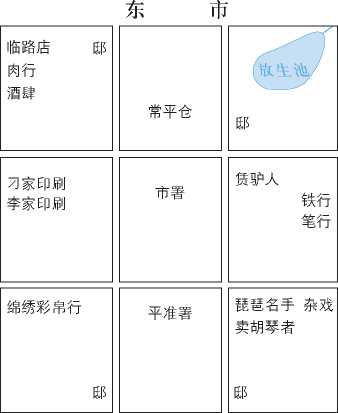 东 市
临路店 邸
肉行
酒肆
常平仓
放生池
邸
刁家印刷
李家印刷
市署
赁驴人
铁行
笔行
绵绣彩帛行
邸
平准署
琵琶名手 杂戏
卖胡琴者
邸